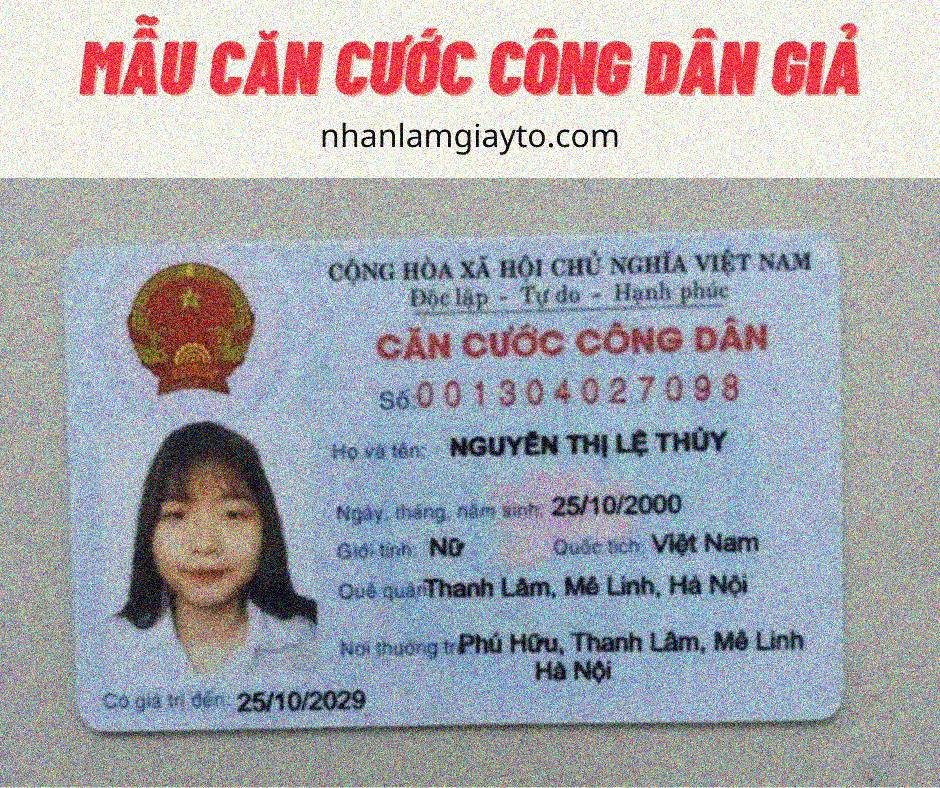 MẪU CĂN CƯỚC CÔNG DÂN GIẢ
nhanlamgiayto.com
CỘNG HÒA XÃ HỘI CHỦ NGHĨA VIỆT NAM
Độc lập - Tự do - Hạnh phúc
CĂN CƯỚC CÔNG DÂN
Số: 001304027098
Họ và tên: NGUYỄN THỊ LỆ THỦY
Ngày, tháng, năm sinh: 25/10/2000
Giới tính: Nữ Quốc tịch: Việt Nam
Quê quán Thanh Lâm, Mê Linh, Hà Nội
Nơi thường tr Phú Hữu, Thanh Lâm, Mê Linh
Hà Nội
Có giá trị đến: 25/10/2029